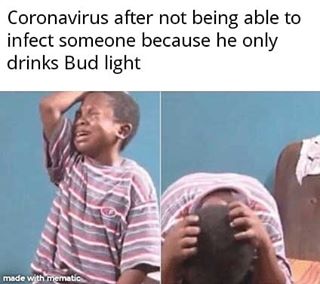 Coronavirus after not being able to
infect someone because he only
drinks Bud light
made with mematic